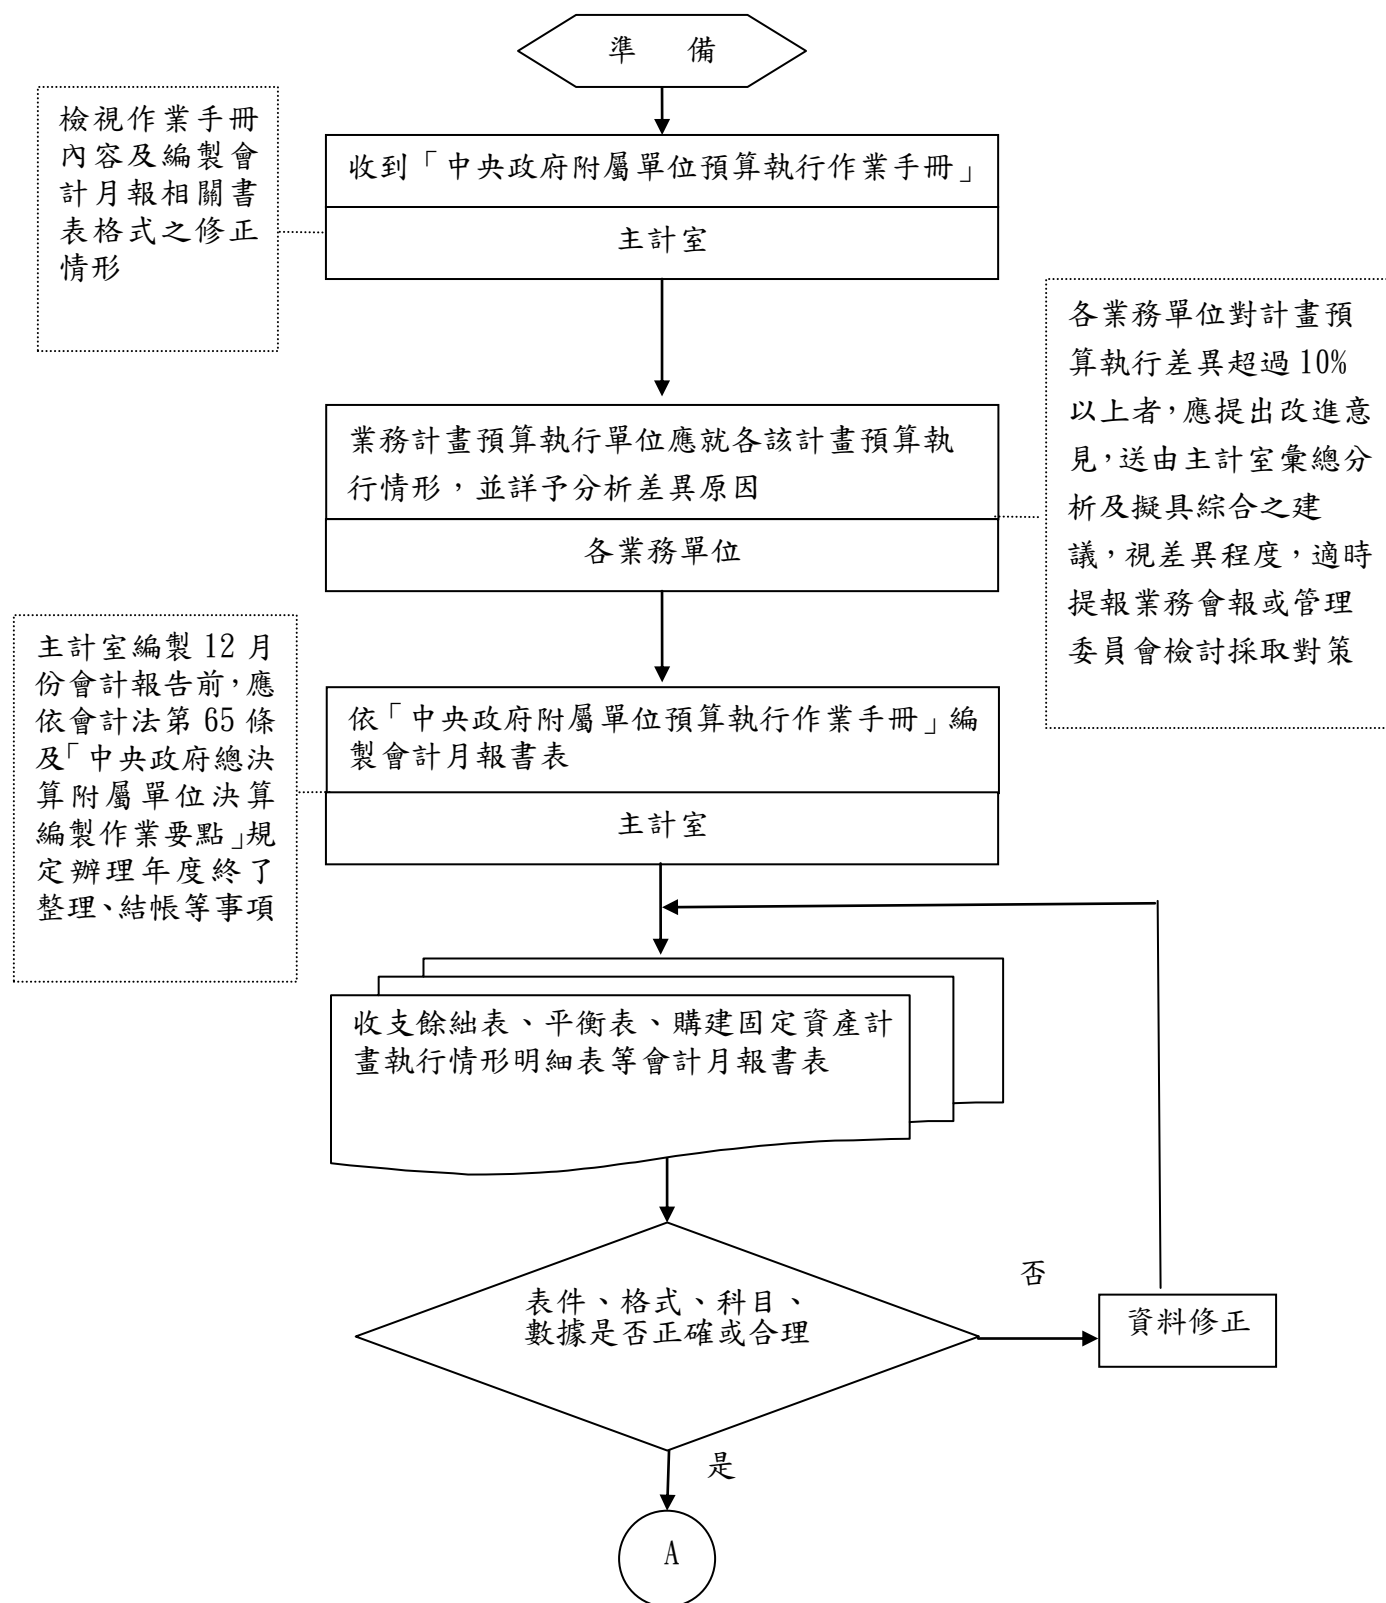 準　備
檢視作業手冊
內容及編製會
計月報相關書
表格式之修正
情形
收到「中央政府附屬單位預算執行作業手冊」
主計室
各業務單位對計畫預
算執行差異超過10%
以上者，應提出改進意
見，送由主計室彙總分
析及擬具綜合之建
議，視差異程度，適時
提報業務會報或管理
委員會檢討採取對策
業務計畫預算執行單位應就各該計畫預算執
行情形，並詳予分析差異原因
各業務單位
主計室編製12月
份會計報告前，應
依會計法第65條
及「中央政府總決
算附屬單位決算
編製作業要點」規
定辦理年度終了
整理、結帳等事項
依「中央政府附屬單位預算執行作業手冊」編
製會計月報書表
主計室
收支餘絀表、平衡表、購建固定資產計
畫執行情形明細表等會計月報書表
表件、格式、科目、
數據是否正確或合理
否
資料修正
是
A